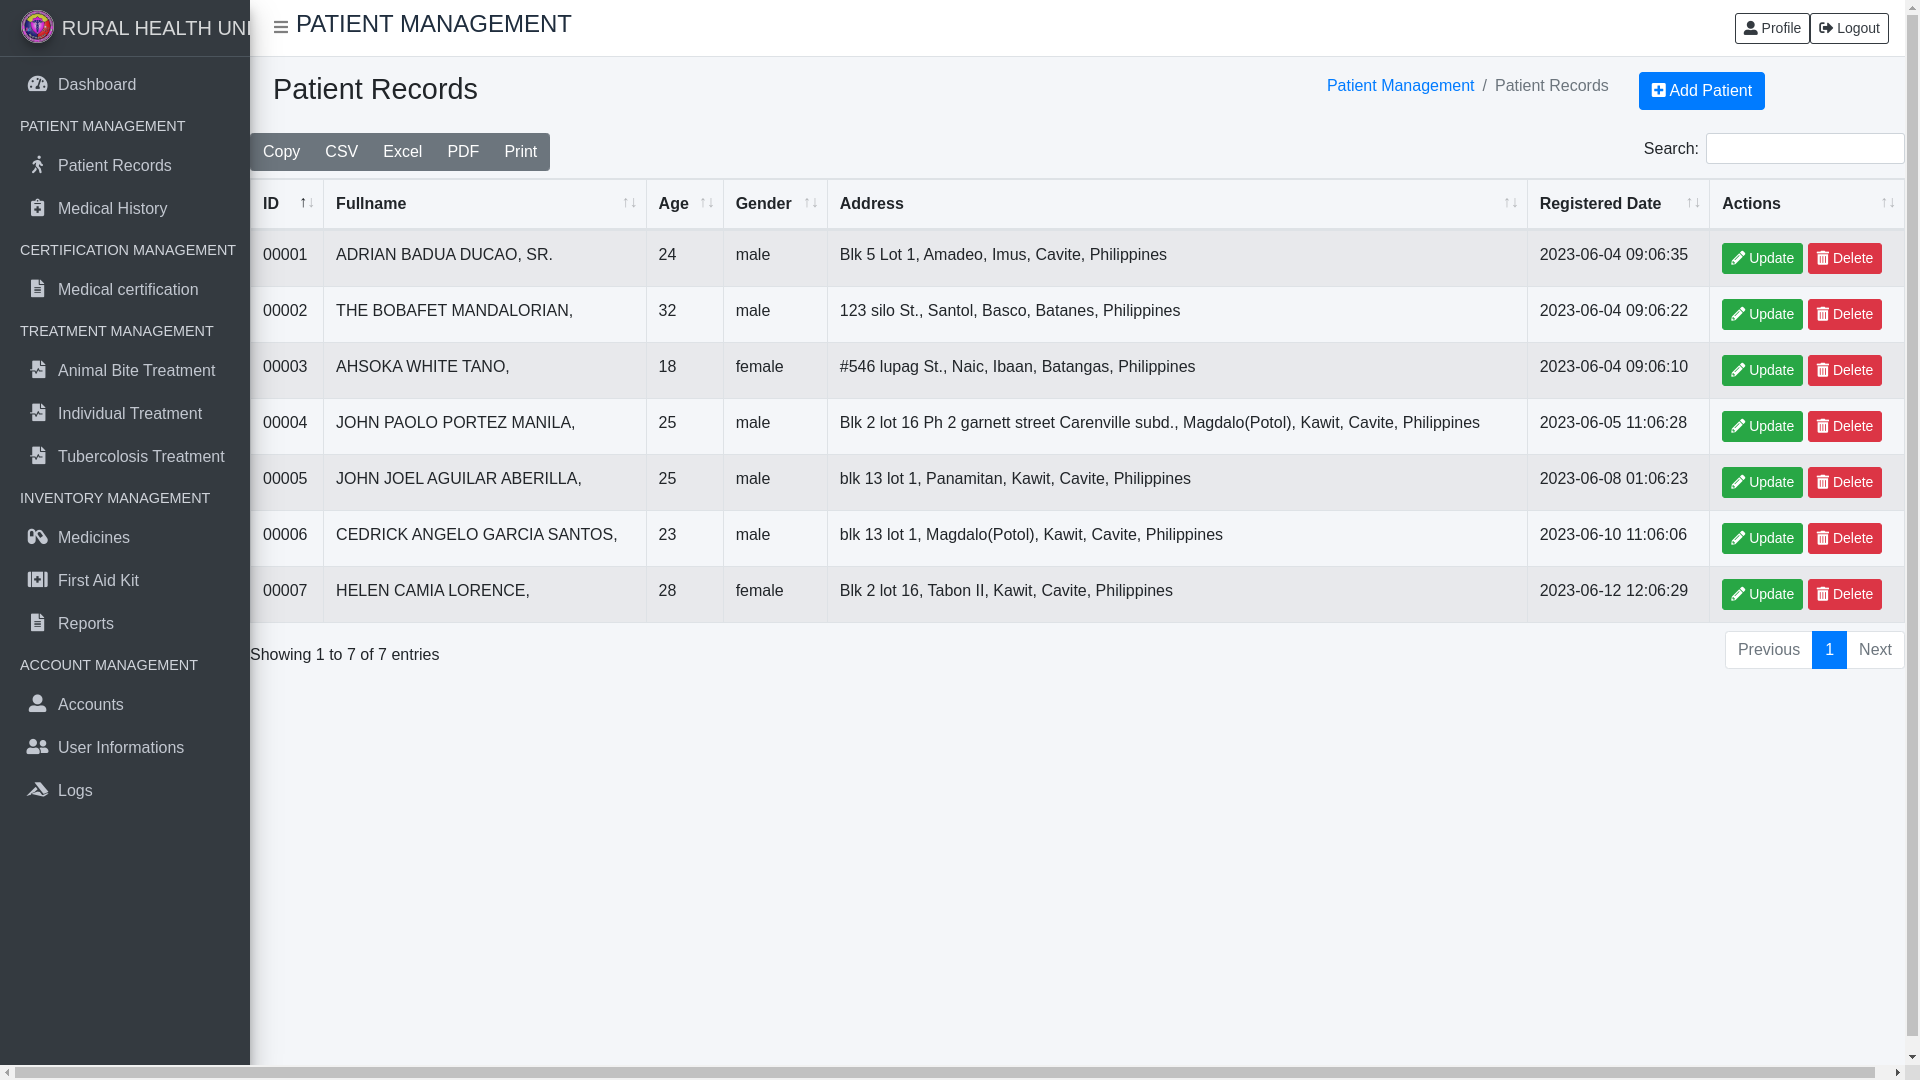 RURAL HEALTH UNI
PATIENT MANAGEMENT
Profile
Logout
Dashboard
PATIENT MANAGEMENT
Patient Records
Medical History
CERTIFICATION MANAGEMENT
Medical certification
TREATMENT MANAGEMENT
Animal Bite Treatment
Individual Treatment
Tubercolosis Treatment
INVENTORY MANAGEMENT
Medicines
First Aid Kit
Reports
ACCOUNT MANAGEMENT
Accounts
User Informations
Logs
Patient Records
Patient Management / Patient Records
Add Patient
Copy CSV Excel PDF Print
Search:
ID Fullname Age Gender Address Registered Date Actions
00001 ADRIAN BADUA DUCAO, SR. 24 male Blk 5 Lot 1, Amadeo, Imus, Cavite, Philippines 2023-06-04 09:06:35 Update Delete
00002 THE BOBAFET MANDALORIAN, 32 male 123 silo St., Santol, Basco, Batanes, Philippines 2023-06-04 09:06:22 Update Delete
00003 AHSOKA WHITE TANO, 18 female #546 lupag St., Naic, Ibaan, Batangas, Philippines 2023-06-04 09:06:10 Update Delete
00004 JOHN PAOLO PORTEZ MANILA, 25 male Blk 2 lot 16 Ph 2 garnett street Carenville subd., Magdalo(Potol), Kawit, Cavite, Philippines 2023-06-05 11:06:28 Update Delete
00005 JOHN JOEL AGUILAR ABERILLA, 25 male blk 13 lot 1, Panamitan, Kawit, Cavite, Philippines 2023-06-08 01:06:23 Update Delete
00006 CEDRICK ANGELO GARCIA SANTOS, 23 male blk 13 lot 1, Magdalo(Potol), Kawit, Cavite, Philippines 2023-06-10 11:06:06 Update Delete
00007 HELEN CAMIA LORENCE, 28 female Blk 2 lot 16, Tabon II, Kawit, Cavite, Philippines 2023-06-12 12:06:29 Update Delete
Showing 1 to 7 of 7 entries
Previous 1 Next